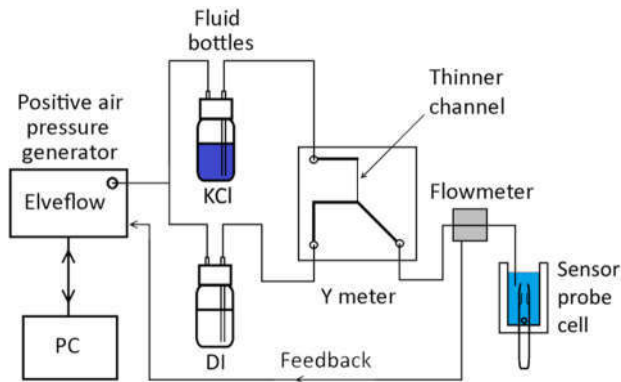 Fluid
bottles
Thinner
channel
Positive air
pressure
generator
Elveflow
KCl
Flowmeter
Y meter
Sensor
probe
cell
PC
DI
Feedback